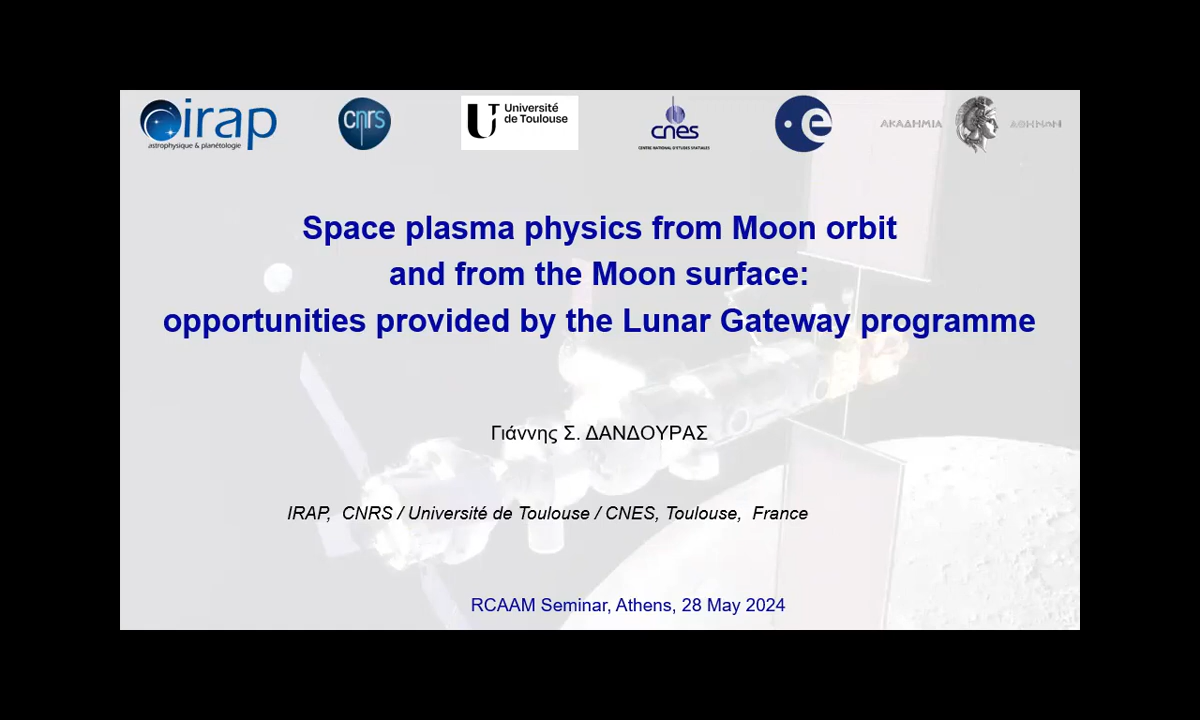 irap
astrophysique & planétologie
cnrs
Université
de Toulouse
cnes
CENTRE NATIONAL D'ÉTUDES SPATIALES
e
ΑΚΑΔΗΜΙΑ ΑΘΗΝΩΝ
Space plasma physics from Moon orbit
and from the Moon surface:
opportunities provided by the Lunar Gateway programme
Γιάννης Σ. ΔΑΝΔΟΥΡΑΣ
IRAP, CNRS / Université de Toulouse / CNES, Toulouse, France
RCAAM Seminar, Athens, 28 May 2024